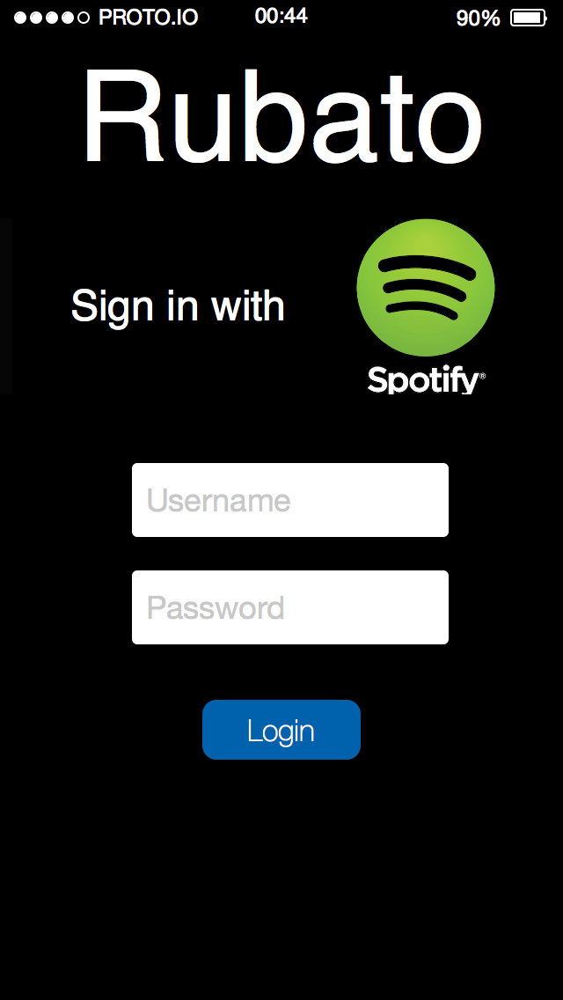 PROTO.IO 00:44 90%
Rubato
Sign in with
Spotify®
Username
Password
Login